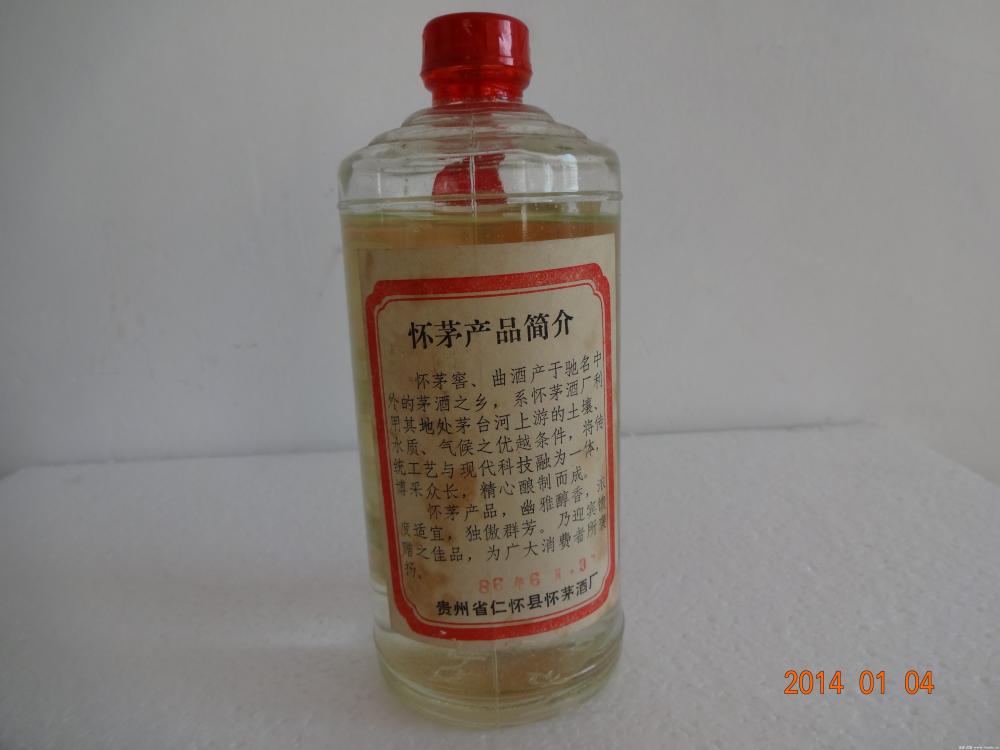 怀茅产品简介
怀茅窖、曲酒产于驰名中
外的茅酒之乡，系怀茅酒厂利
用其地处茅台河上游的土壤、
水质、气候之优越条件，将传
统工艺与现代科技融为一体，
博采众长，精心酿制而成。
怀茅产品，幽雅醇香，浓
度适宜，独傲群芳。乃迎宾馈
赠之佳品，为广大消费者所褒
扬。
86年6月
贵州省仁怀县怀茅酒厂
2014 01 04